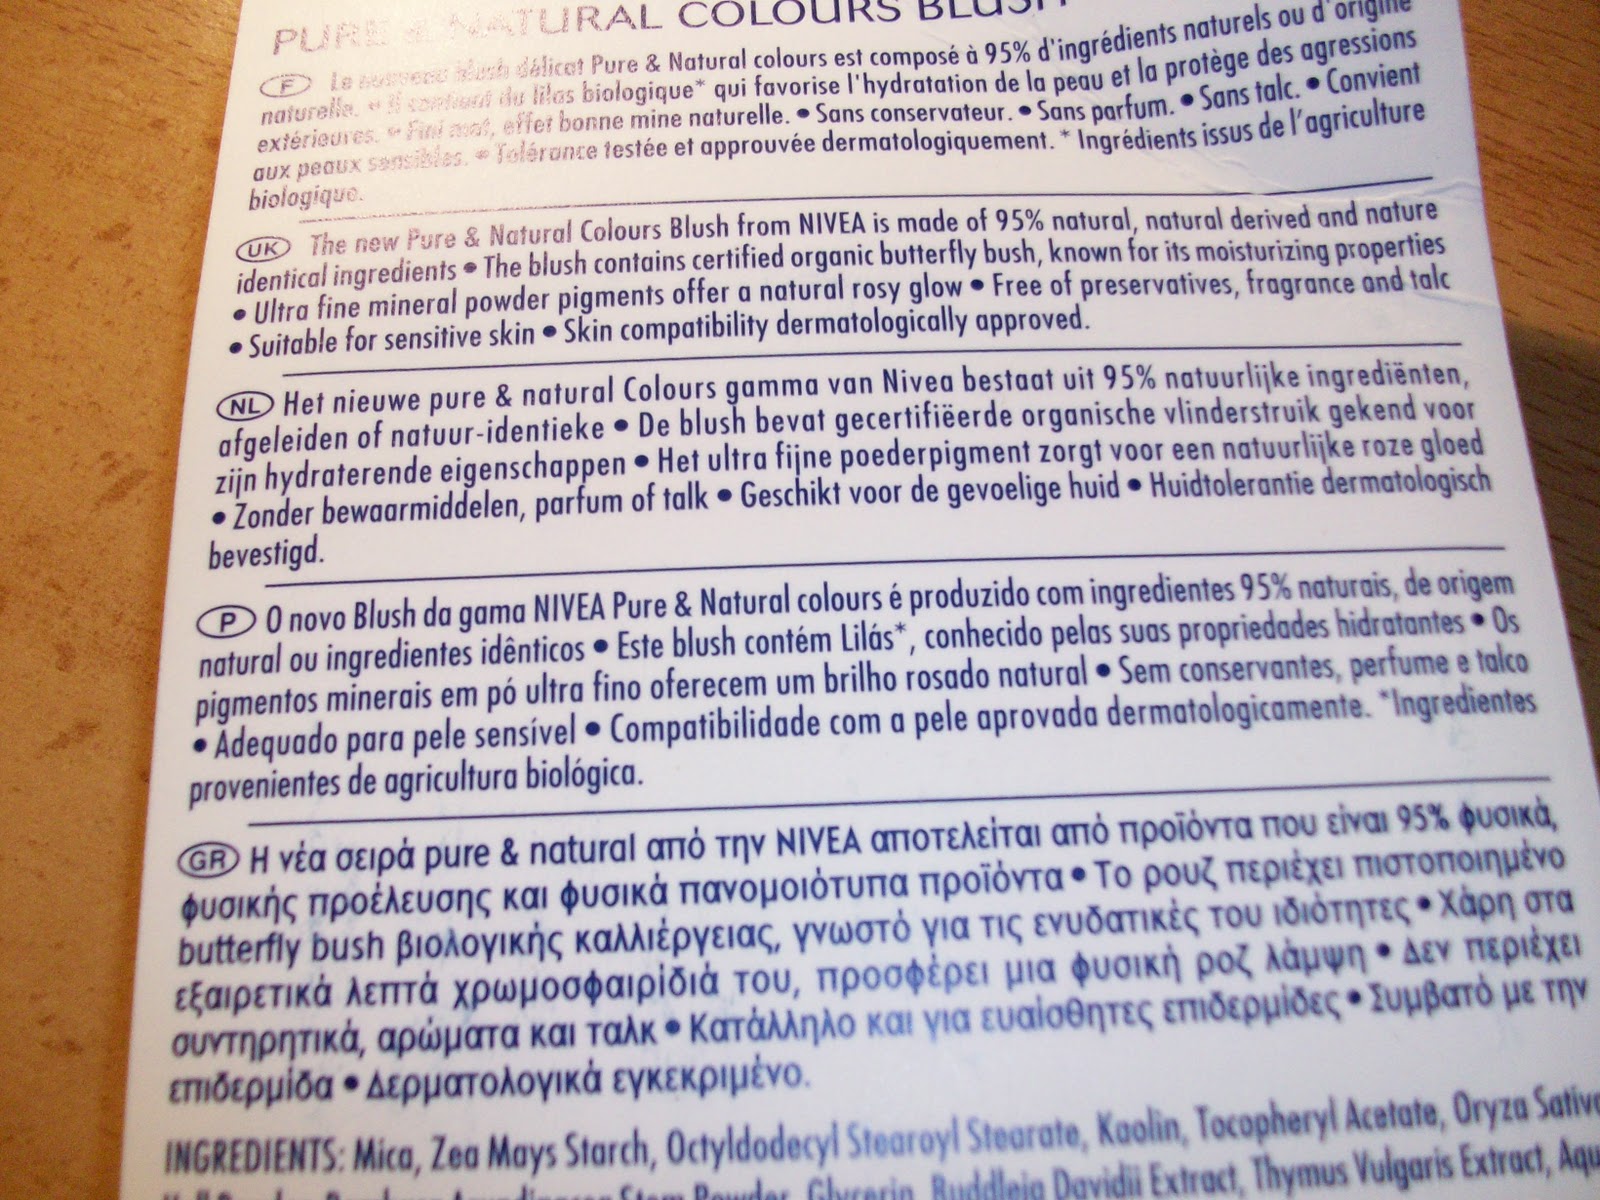 PURE & NATURAL COLOURS BLUSH
F Le nouveau blush délicat Pure & Natural colours est composé à 95% d'ingrédients naturels ou d'origine
naturelle. • Il contient du lilas biologique* qui favorise l'hydratation de la peau et la protège des agressions
extérieures. • Fini mat, effet bonne mine naturelle. • Sans conservateur. • Sans parfum. • Sans talc. • Convient
aux peaux sensibles. • Tolérance testée et approuvée dermatologiquement. * Ingrédients issus de l'agriculture
biologique.
UK The new Pure & Natural Colours Blush from NIVEA is made of 95% natural, natural derived and nature
identical ingredients • The blush contains certified organic butterfly bush, known for its moisturizing properties
• Ultra fine mineral powder pigments offer a natural rosy glow • Free of preservatives, fragrance and talc
• Suitable for sensitive skin • Skin compatibility dermatologically approved.
NL Het nieuwe pure & natural Colours gamma van Nivea bestaat uit 95% natuurlijke ingrediënten,
afgeleiden of natuur-identieke • De blush bevat gecertifiëerde organische vlinderstruik gekend voor
zijn hydraterende eigenschappen • Het ultra fijne poederpigment zorgt voor een natuurlijke roze gloed
• Zonder bewaarmiddelen, parfum of talk • Geschikt voor de gevoelige huid • Huidtolerantie dermatologisch
bevestigd.
P O novo Blush da gama NIVEA Pure & Natural colours é produzido com ingredientes 95% naturais, de origem
natural ou ingredientes idênticos • Este blush contém Lilás*, conhecido pelas suas propriedades hidratantes • Os
pigmentos minerais em pó ultra fino oferecem um brilho rosado natural • Sem conservantes, perfume e talco
• Adequado para pele sensível • Compatibilidade com a pele aprovada dermatologicamente. *Ingredientes
provenientes de agricultura biológica.
GR Η νέα σειρά pure & natural από την NIVEA αποτελείται από προϊόντα που είναι 95% φυσικά,
φυσικής προέλευσης και φυσικά πανομοιότυπα προϊόντα • Το ρουζ περιέχει πιστοποιημένο
butterfly bush βιολογικής καλλιέργειας, γνωστό για τις ενυδατικές του ιδιότητες • Χάρη στα
εξαιρετικά λεπτά χρωμοσφαιρίδιά του, προσφέρει μια φυσική ροζ λάμψη • Δεν περιέχει
συντηρητικά, αρώματα και ταλκ • Κατάλληλο και για ευαίσθητες επιδερμίδες • Συμβατό με την
επιδερμίδα • Δερματολογικά εγκεκριμένο.
INGREDIENTS: Mica, Zea Mays Starch, Octyldodecyl Stearoyl Stearate, Kaolin, Tocopheryl Acetate, Oryza Sativa
Stem Powder, Glycerin, Buddleja Davidii Extract, Thymus Vulgaris Extract,